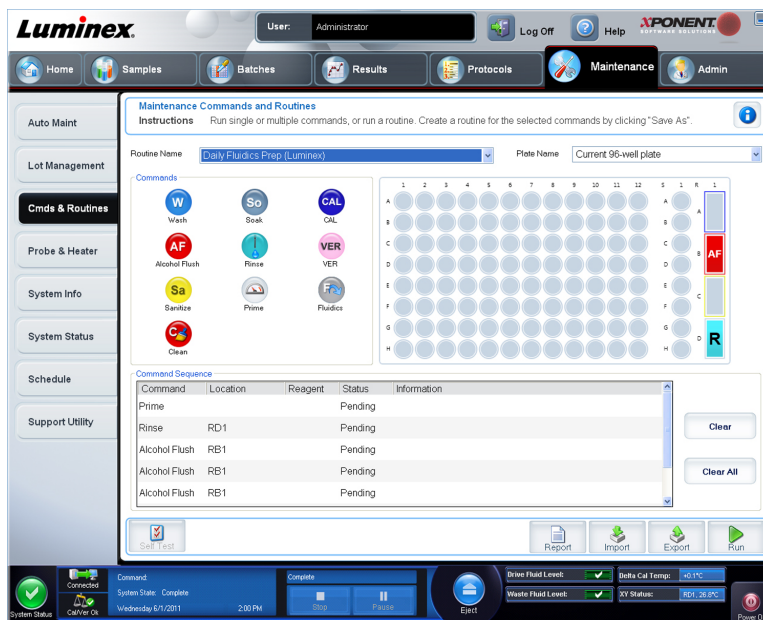 Luminex.
User: Administrator
Log Off
Help
XPONENT.
SOFTWARE SOLUTIONS
Home
Samples
Batches
Results
Protocols
Maintenance
Admin
Auto Maint
Lot Management
Cmds & Routines
Probe & Heater
System Info
System Status
Schedule
Support Utility
Maintenance Commands and Routines
Instructions Run single or multiple commands, or run a routine. Create a routine for the selected commands by clicking "Save As".
Routine Name Daily Fluidics Prep (Luminex)
Plate Name Current 96-well plate
Commands
W So CAL
Wash Soak CAL
AF VER
Alcohol Flush Rinse VER
Sa
Sanitize Prime Fluidics
Clean
1 2 3 4 5 6 7 8 9 10 11 12 S 1 R 1
A A A
B B
C C B AF
D D
E E C
F F
G G D R
H H
Command Sequence
Command Location Reagent Status Information
Prime Pending
Rinse RD1 Pending
Alcohol Flush RB1 Pending
Alcohol Flush RB1 Pending
Alcohol Flush RB1 Pending
Clear
Clear All
Self Test
Report
Import
Export
Run
System Status
Connected
Cal/Ver Ok
Command:
System State: Complete
Wednesday 6/1/2011 2:00 PM
Complete
Stop
Pause
Eject
Drive Fluid Level:
Waste Fluid Level:
Delta Cal Temp: +0.1°C
XY Status: RD1, 26.8°C
Power O